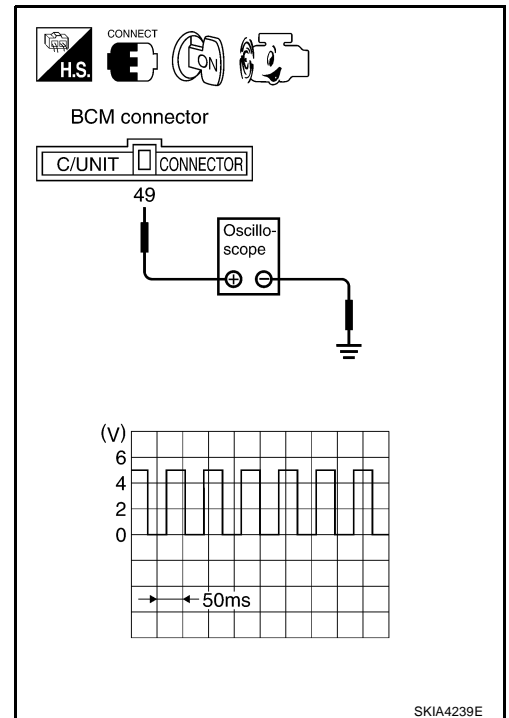 CONNECT
H.S.
ON
BCM connector
C/UNIT CONNECTOR
49
Oscillo-
scope
+ −
(V)
6
4
2
0
50ms
SKIA4239E